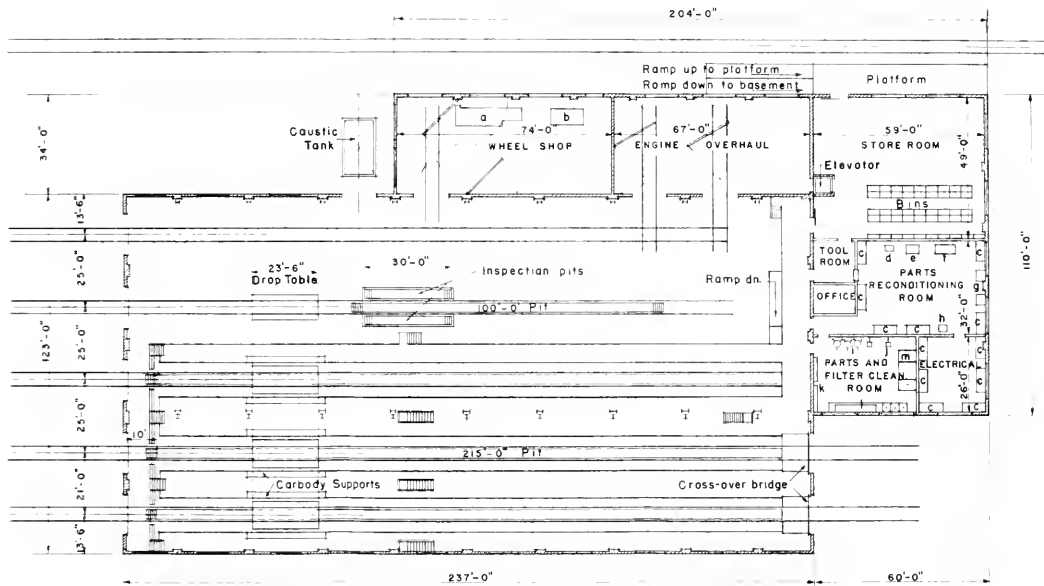 204'-0"
Ramp up to platform
Platform
Ramp down to basement
34'-0"
Caustic
Tank
a
b
74'-0"
67'-0"
59'-0"
WHEEL SHOP
ENGINE OVERHAUL
STORE ROOM
49'-0"
Elevator
Bins
110'-0"
13'-6"
25'-0"
23'-6"
Drop Table
30'-0"
Inspection pits
100'-0" Pit
Ramp dn.
TOOL
ROOM
OFFICE
c
c
d
e
f
c
PARTS
RECONDITIONING
ROOM
g
c
c
c
c
h
32'-0"
123'-0"
25'-0"
25'-0"
PARTS AND
FILTER CLEAN.
ROOM
j
m
k
c
c
ELECTRICAL
c
c
c
c
26'-0"
10'
215'-0" Pit
21'-0"
Carbody Supports
Cross-over bridge
13'-6"
237'-0"
60'-0"